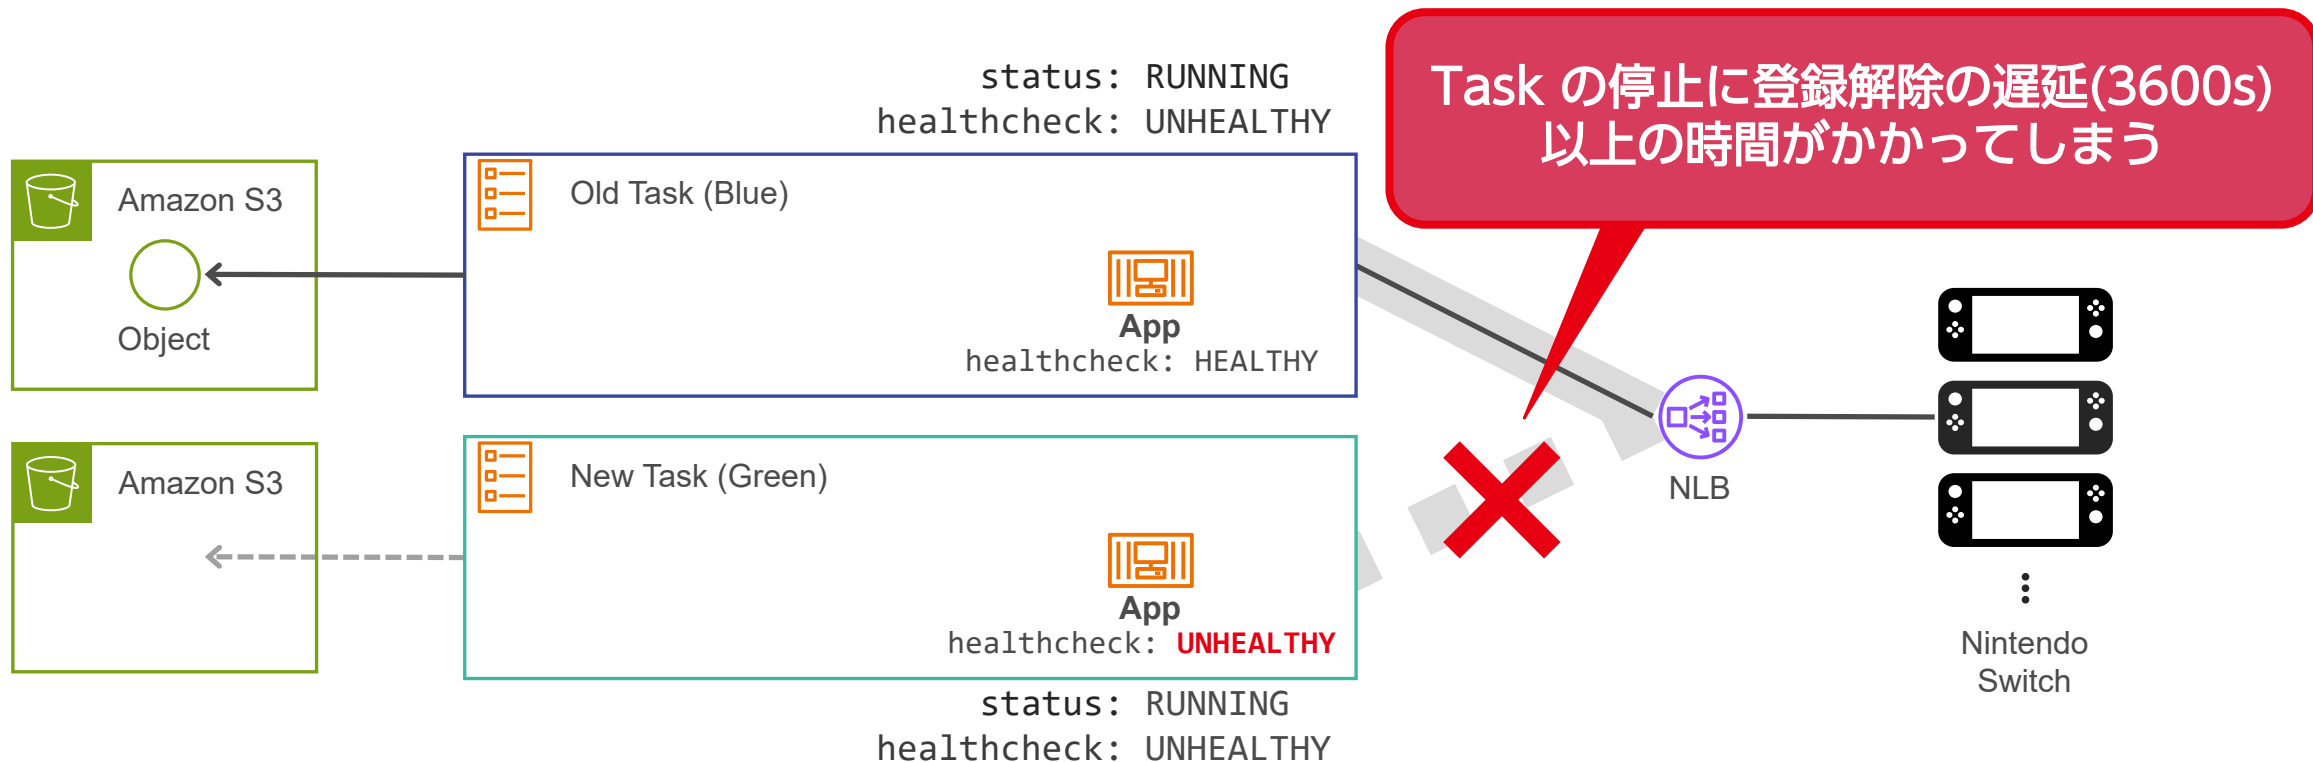 Task の停止に登録解除の遅延(3600s)
以上の時間がかかってしまう
status: RUNNING
healthcheck: UNHEALTHY
Amazon S3
Object
Old Task (Blue)
App
healthcheck: HEALTHY
Amazon S3
New Task (Green)
App
healthcheck: UNHEALTHY
status: RUNNING
healthcheck: UNHEALTHY
NLB
Nintendo
Switch